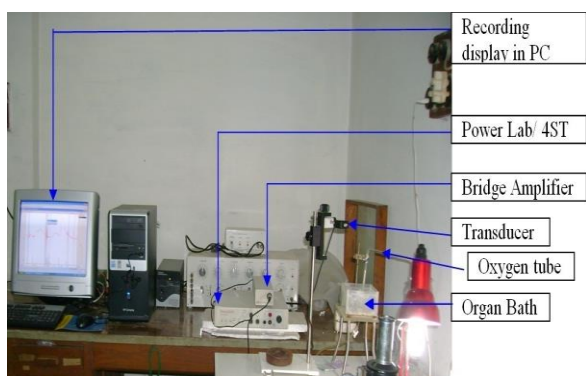 Recording
display in PC
Power Lab/ 4ST
Bridge Amplifier
Transducer
Oxygen tube
Organ Bath